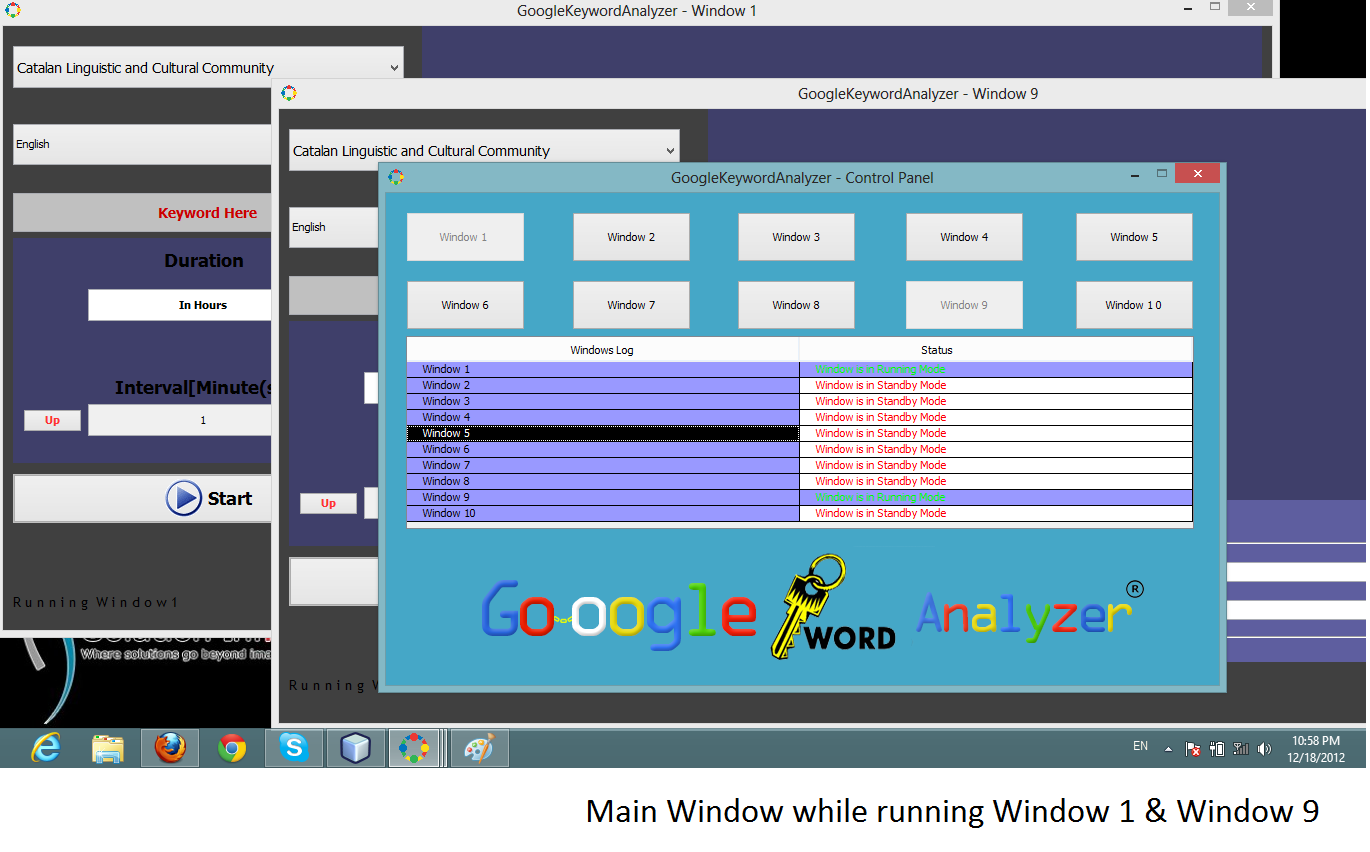 GoogleKeywordAnalyzer - Window 1
Catalan Linguistic and Cultural Community
English
Keyword Here
Duration
In Hours
Interval[Minute(s
Up
1
Start
Running Window1
GoogleKeywordAnalyzer - Window 9
Catalan Linguistic and Cultural Community
English
Up
Running
GoogleKeywordAnalyzer - Control Panel
Window 1 Window 2 Window 3 Window 4 Window 5
Window 6 Window 7 Window 8 Window 9 Window 10
Windows Log Status
Window 1 Window is in Running Mode
Window 2 Window is in Standby Mode
Window 3 Window is in Standby Mode
Window 4 Window is in Standby Mode
Window 5 Window is in Standby Mode
Window 6 Window is in Standby Mode
Window 7 Window is in Standby Mode
Window 8 Window is in Standby Mode
Window 9 Window is in Running Mode
Window 10 Window is in Standby Mode
Go-oogle WORD Analyzer ®
Where solutions go beyond ima
EN
10:58 PM
12/18/2012
Main Window while running Window 1 & Window 9